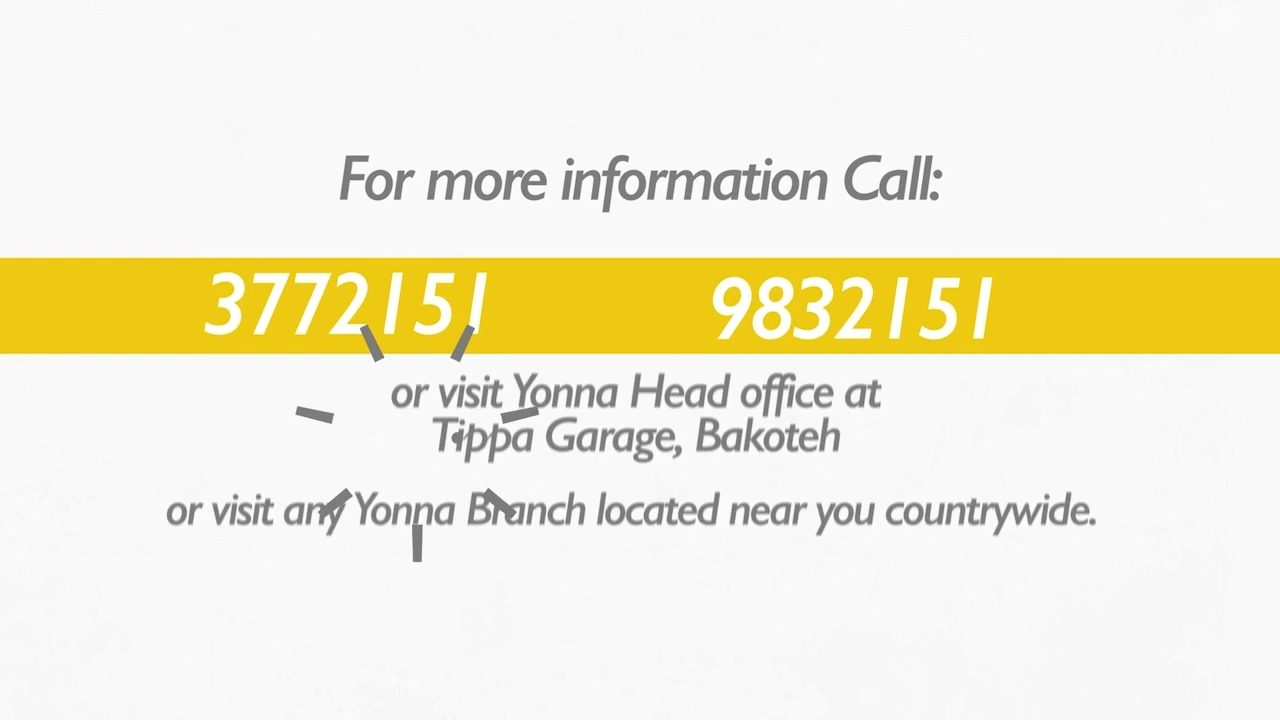 For more information Call:
3772151 9832151
or visit Yonna Head office at
Tippa Garage, Bakoteh
or visit any Yonna Branch located near you countrywide.